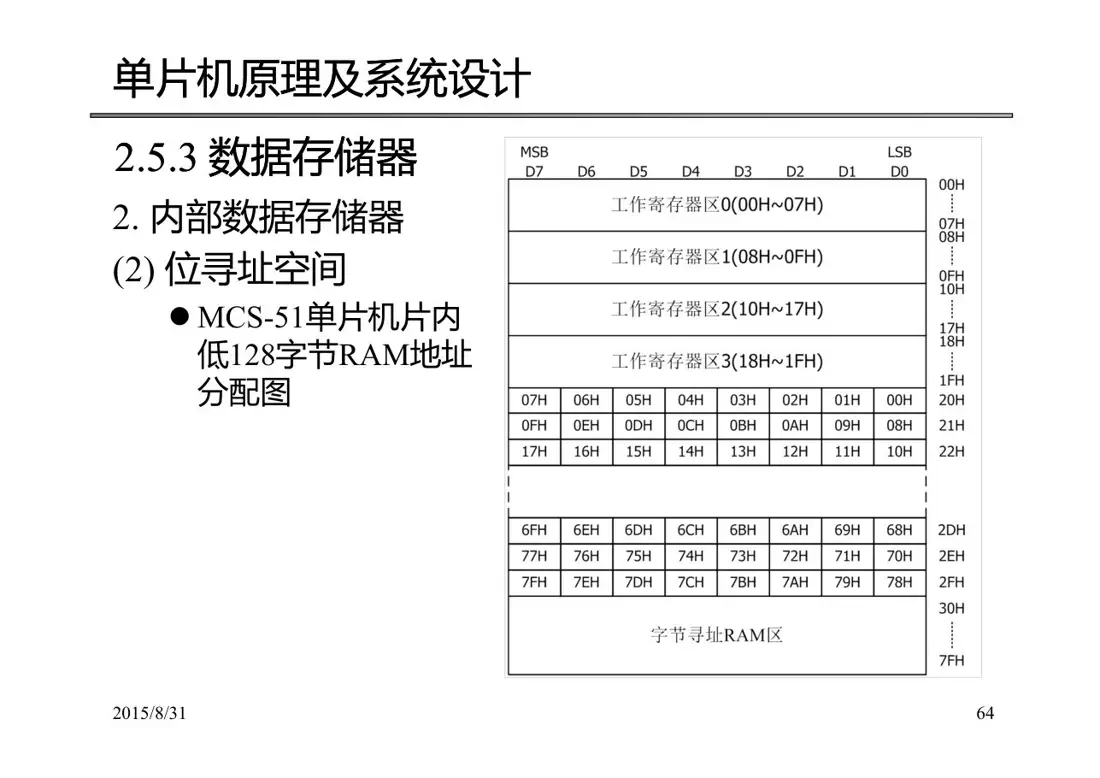 单片机原理及系统设计
2.5.3 数据存储器
2. 内部数据存储器
(2) 位寻址空间
● MCS-51单片机片内
低128字节RAM地址
分配图
MSB LSB
D7 D6 D5 D4 D3 D2 D1 D0
00H
工作寄存器区0(00H~07H)
07H
08H
工作寄存器区1(08H~0FH)
0FH
10H
工作寄存器区2(10H~17H)
17H
18H
工作寄存器区3(18H~1FH)
1FH
07H 06H 05H 04H 03H 02H 01H 00H 20H
0FH 0EH 0DH 0CH 0BH 0AH 09H 08H 21H
17H 16H 15H 14H 13H 12H 11H 10H 22H
6FH 6EH 6DH 6CH 6BH 6AH 69H 68H 2DH
77H 76H 75H 74H 73H 72H 71H 70H 2EH
7FH 7EH 7DH 7CH 7BH 7AH 79H 78H 2FH
30H
字节寻址RAM区
7FH
2015/8/31 64